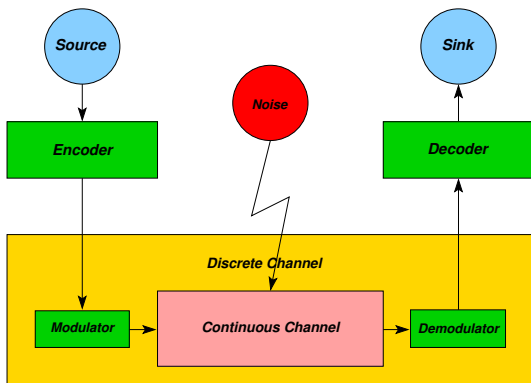 Source
Sink
Noise
Encoder
Decoder
Discrete Channel
Modulator
Continuous Channel
Demodulator